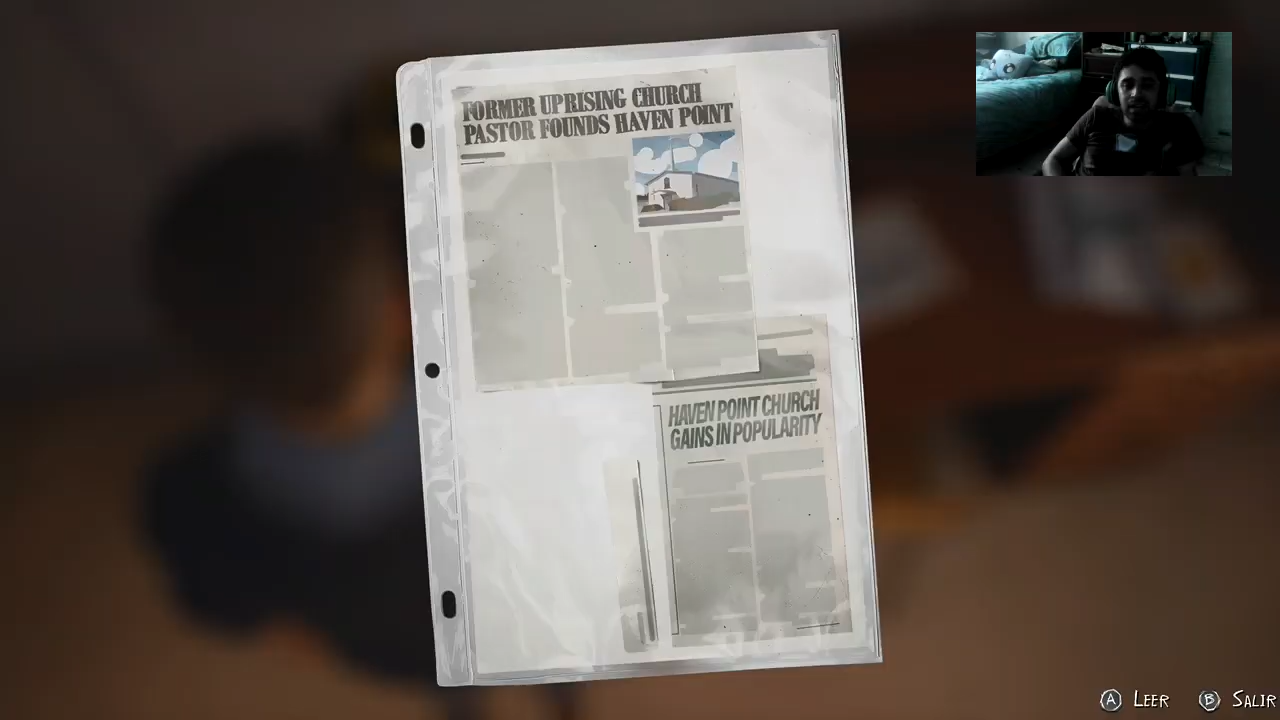 FORMER UPRISING CHURCH
PASTOR FOUNDS HAVEN POINT
HAVEN POINT CHURCH
GAINS IN POPULARITY
A LEER B SALIR